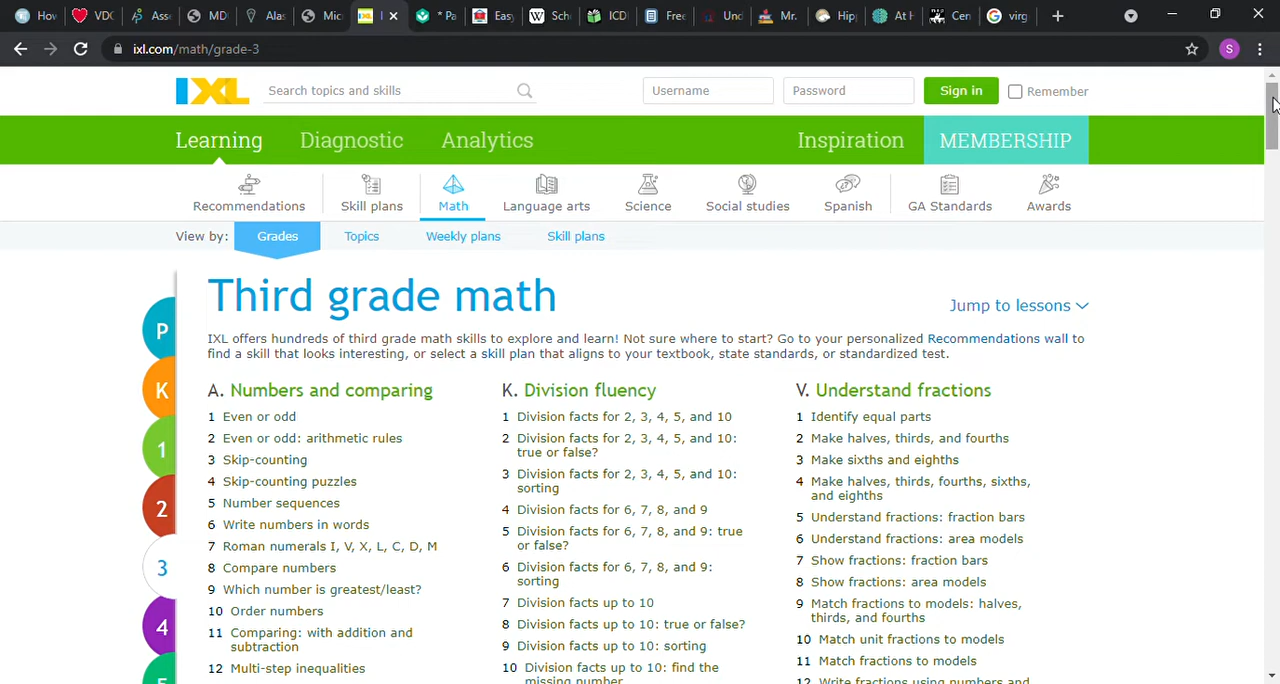 How
VDC
Ass
MD
Alas
Mic
I
* Pa
Easy
Sch
ICD
Free
Unc
Mr.
Hipp
At H
Cen
virg
ixl.com/math/grade-3
S
IXL
Search topics and skills
Username
Password
Sign in
Remember
Learning
Diagnostic
Analytics
Inspiration
MEMBERSHIP
Recommendations
Skill plans
Math
Language arts
Science
Social studies
Spanish
GA Standards
Awards
View by:
Grades
Topics
Weekly plans
Skill plans
Third grade math
Jump to lessons
IXL offers hundreds of third grade math skills to explore and learn! Not sure where to start? Go to your personalized Recommendations wall to
find a skill that looks interesting, or select a skill plan that aligns to your textbook, state standards, or standardized test.
P
K
1
2
3
4
5
A. Numbers and comparing
1 Even or odd
2 Even or odd: arithmetic rules
3 Skip-counting
4 Skip-counting puzzles
5 Number sequences
6 Write numbers in words
7 Roman numerals I, V, X, L, C, D, M
8 Compare numbers
9 Which number is greatest/least?
10 Order numbers
11 Comparing: with addition and
subtraction
12 Multi-step inequalities
K. Division fluency
1 Division facts for 2, 3, 4, 5, and 10
2 Division facts for 2, 3, 4, 5, and 10:
true or false?
3 Division facts for 2, 3, 4, 5, and 10:
sorting
4 Division facts for 6, 7, 8, and 9
5 Division facts for 6, 7, 8, and 9: true
or false?
6 Division facts for 6, 7, 8, and 9:
sorting
7 Division facts up to 10
8 Division facts up to 10: true or false?
9 Division facts up to 10: sorting
10 Division facts up to 10: find the
missing number
V. Understand fractions
1 Identify equal parts
2 Make halves, thirds, and fourths
3 Make sixths and eighths
4 Make halves, thirds, fourths, sixths,
and eighths
5 Understand fractions: fraction bars
6 Understand fractions: area models
7 Show fractions: fraction bars
8 Show fractions: area models
9 Match fractions to models: halves,
thirds, and fourths
10 Match unit fractions to models
11 Match fractions to models
12 Write fractions using numbers and